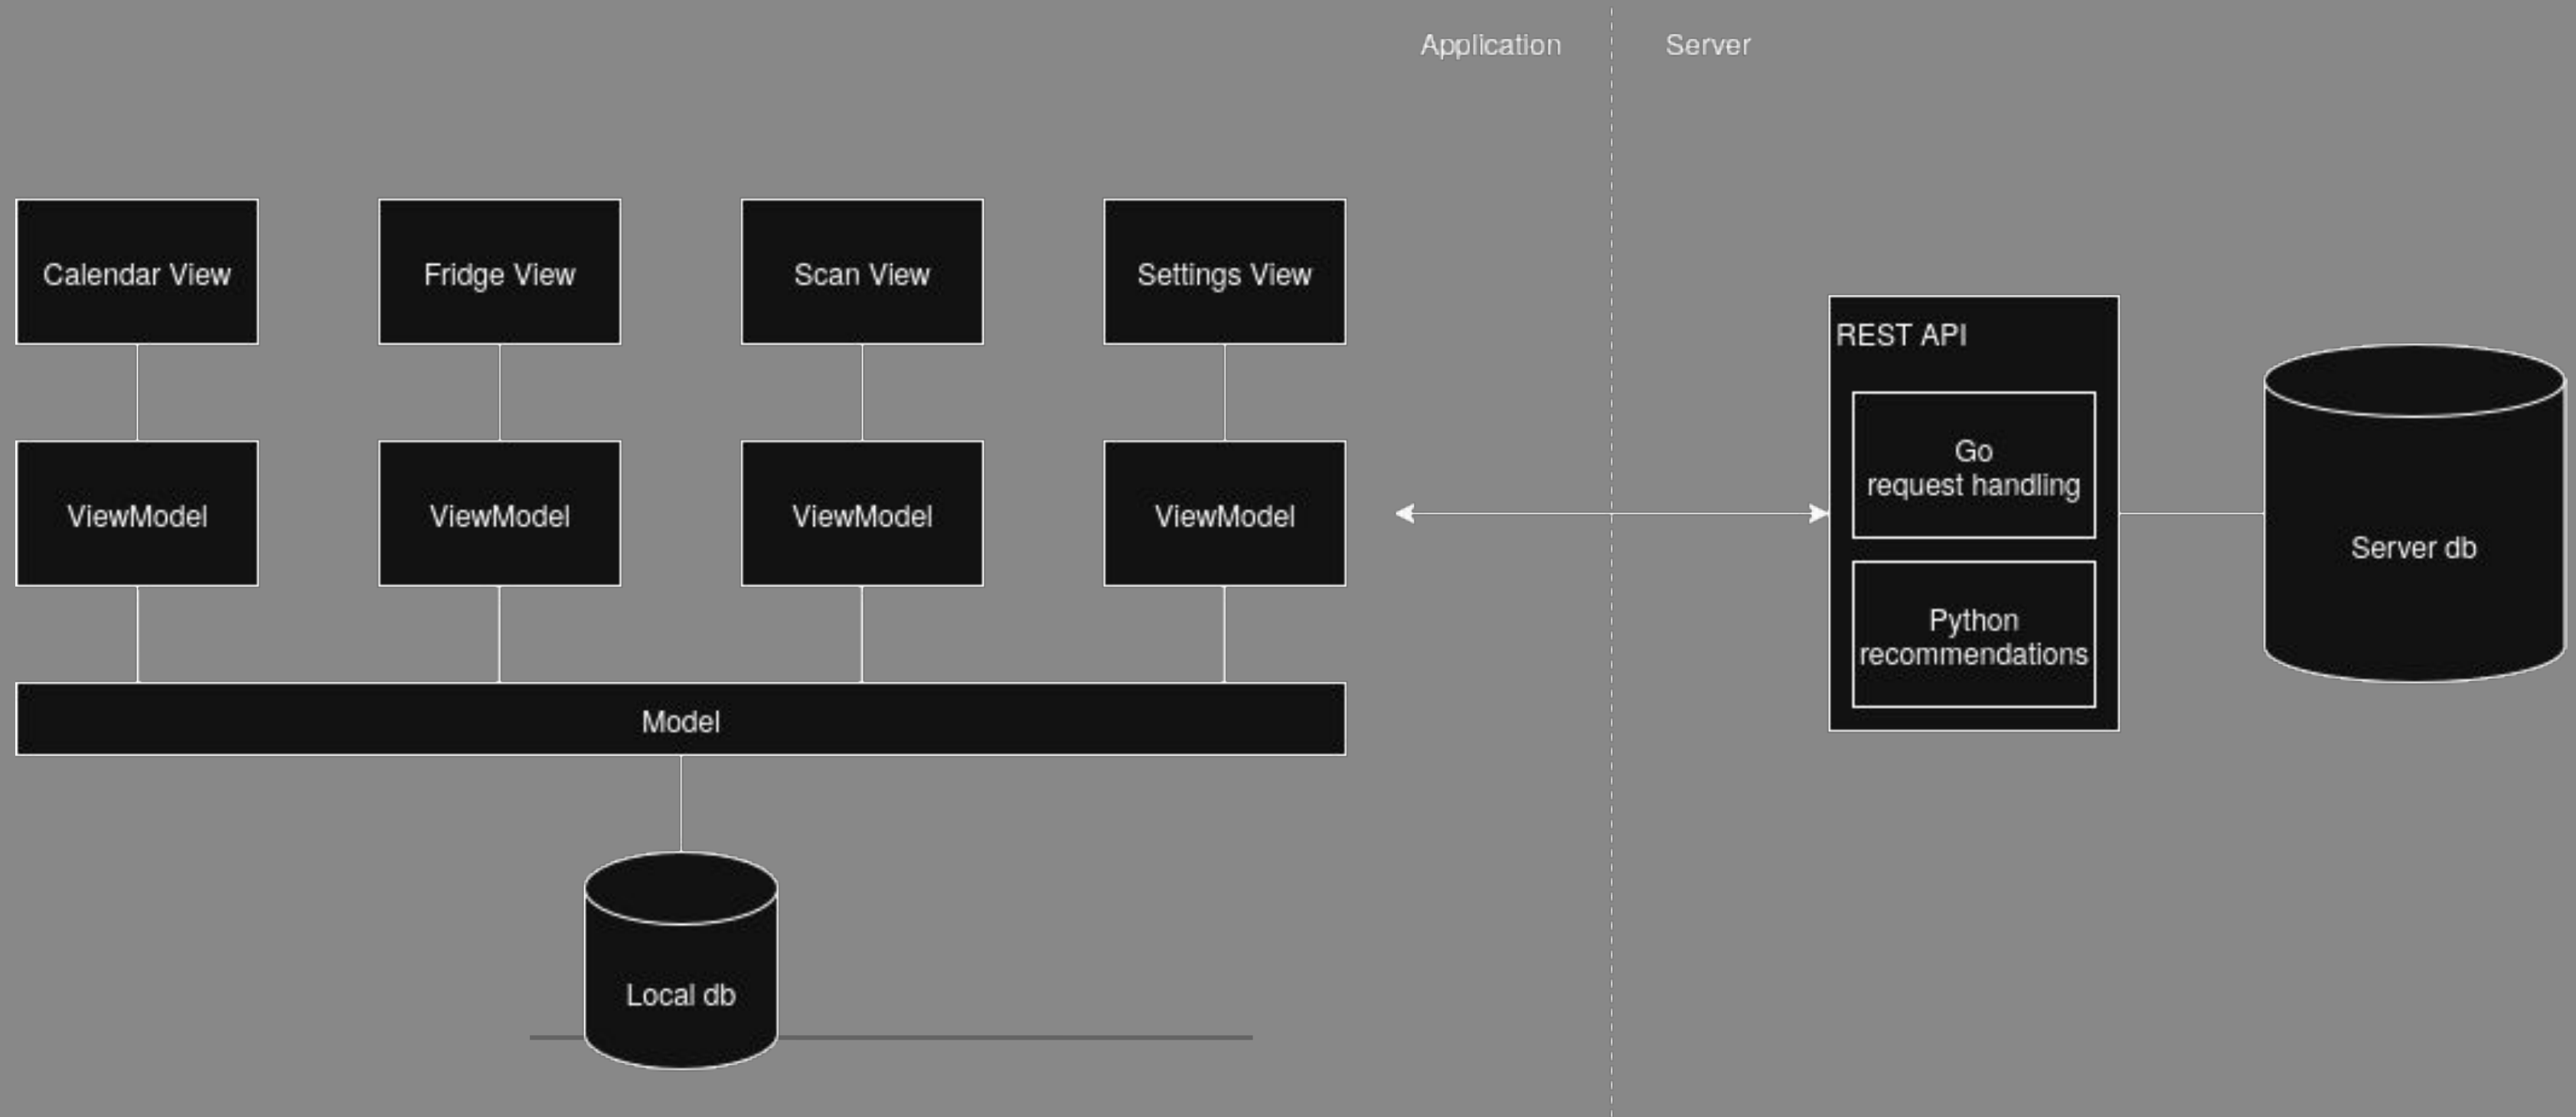 Application
Server
Calendar View
Fridge View
Scan View
Settings View
ViewModel
ViewModel
ViewModel
ViewModel
Model
Local db
REST API
Go
request handling
Python
recommendations
Server db